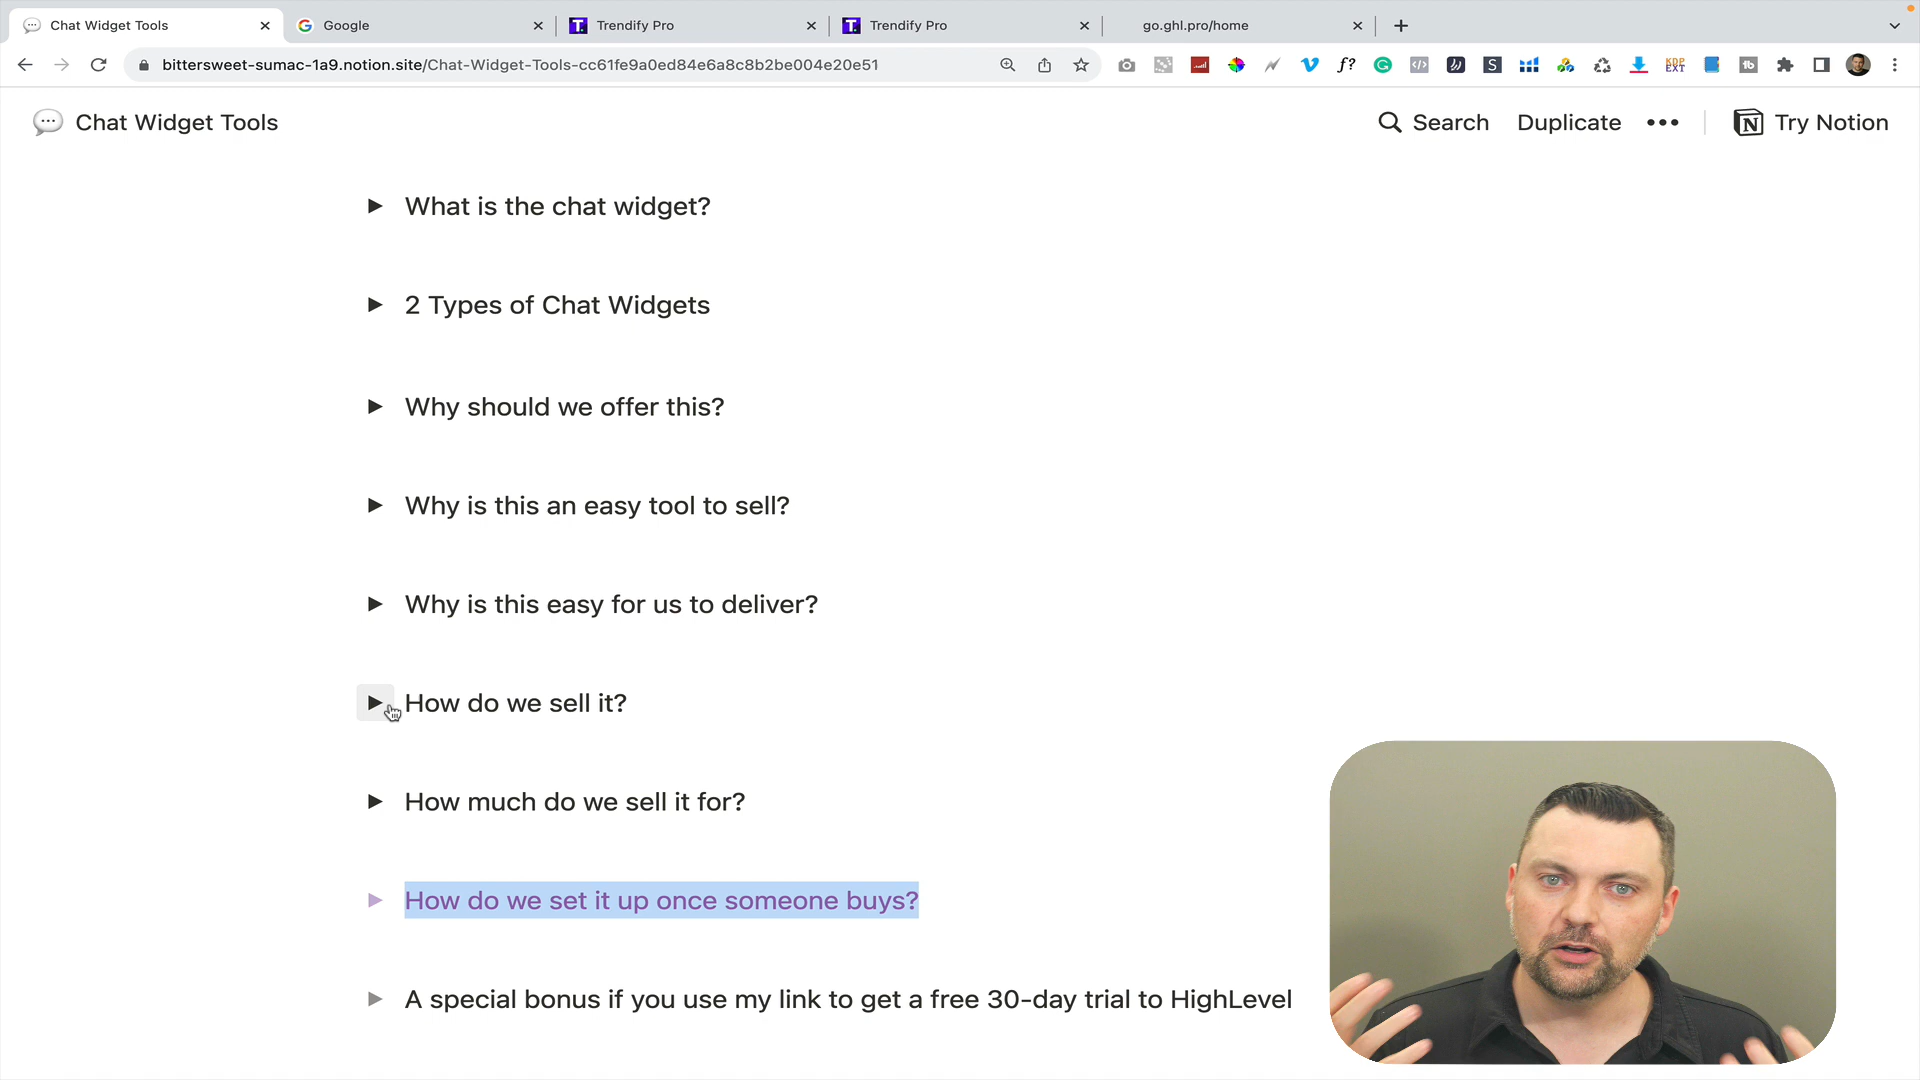 Chat Widget Tools
Google
Trendify Pro
Trendify Pro
go.ghl.pro/home
bittersweet-sumac-1a9.notion.site/Chat-Widget-Tools-cc61fe9a0ed84e6a8c8b2be004e20e51
Chat Widget Tools
Search
Duplicate
Try Notion
What is the chat widget?
2 Types of Chat Widgets
Why should we offer this?
Why is this an easy tool to sell?
Why is this easy for us to deliver?
How do we sell it?
How much do we sell it for?
How do we set it up once someone buys?
A special bonus if you use my link to get a free 30-day trial to HighLevel